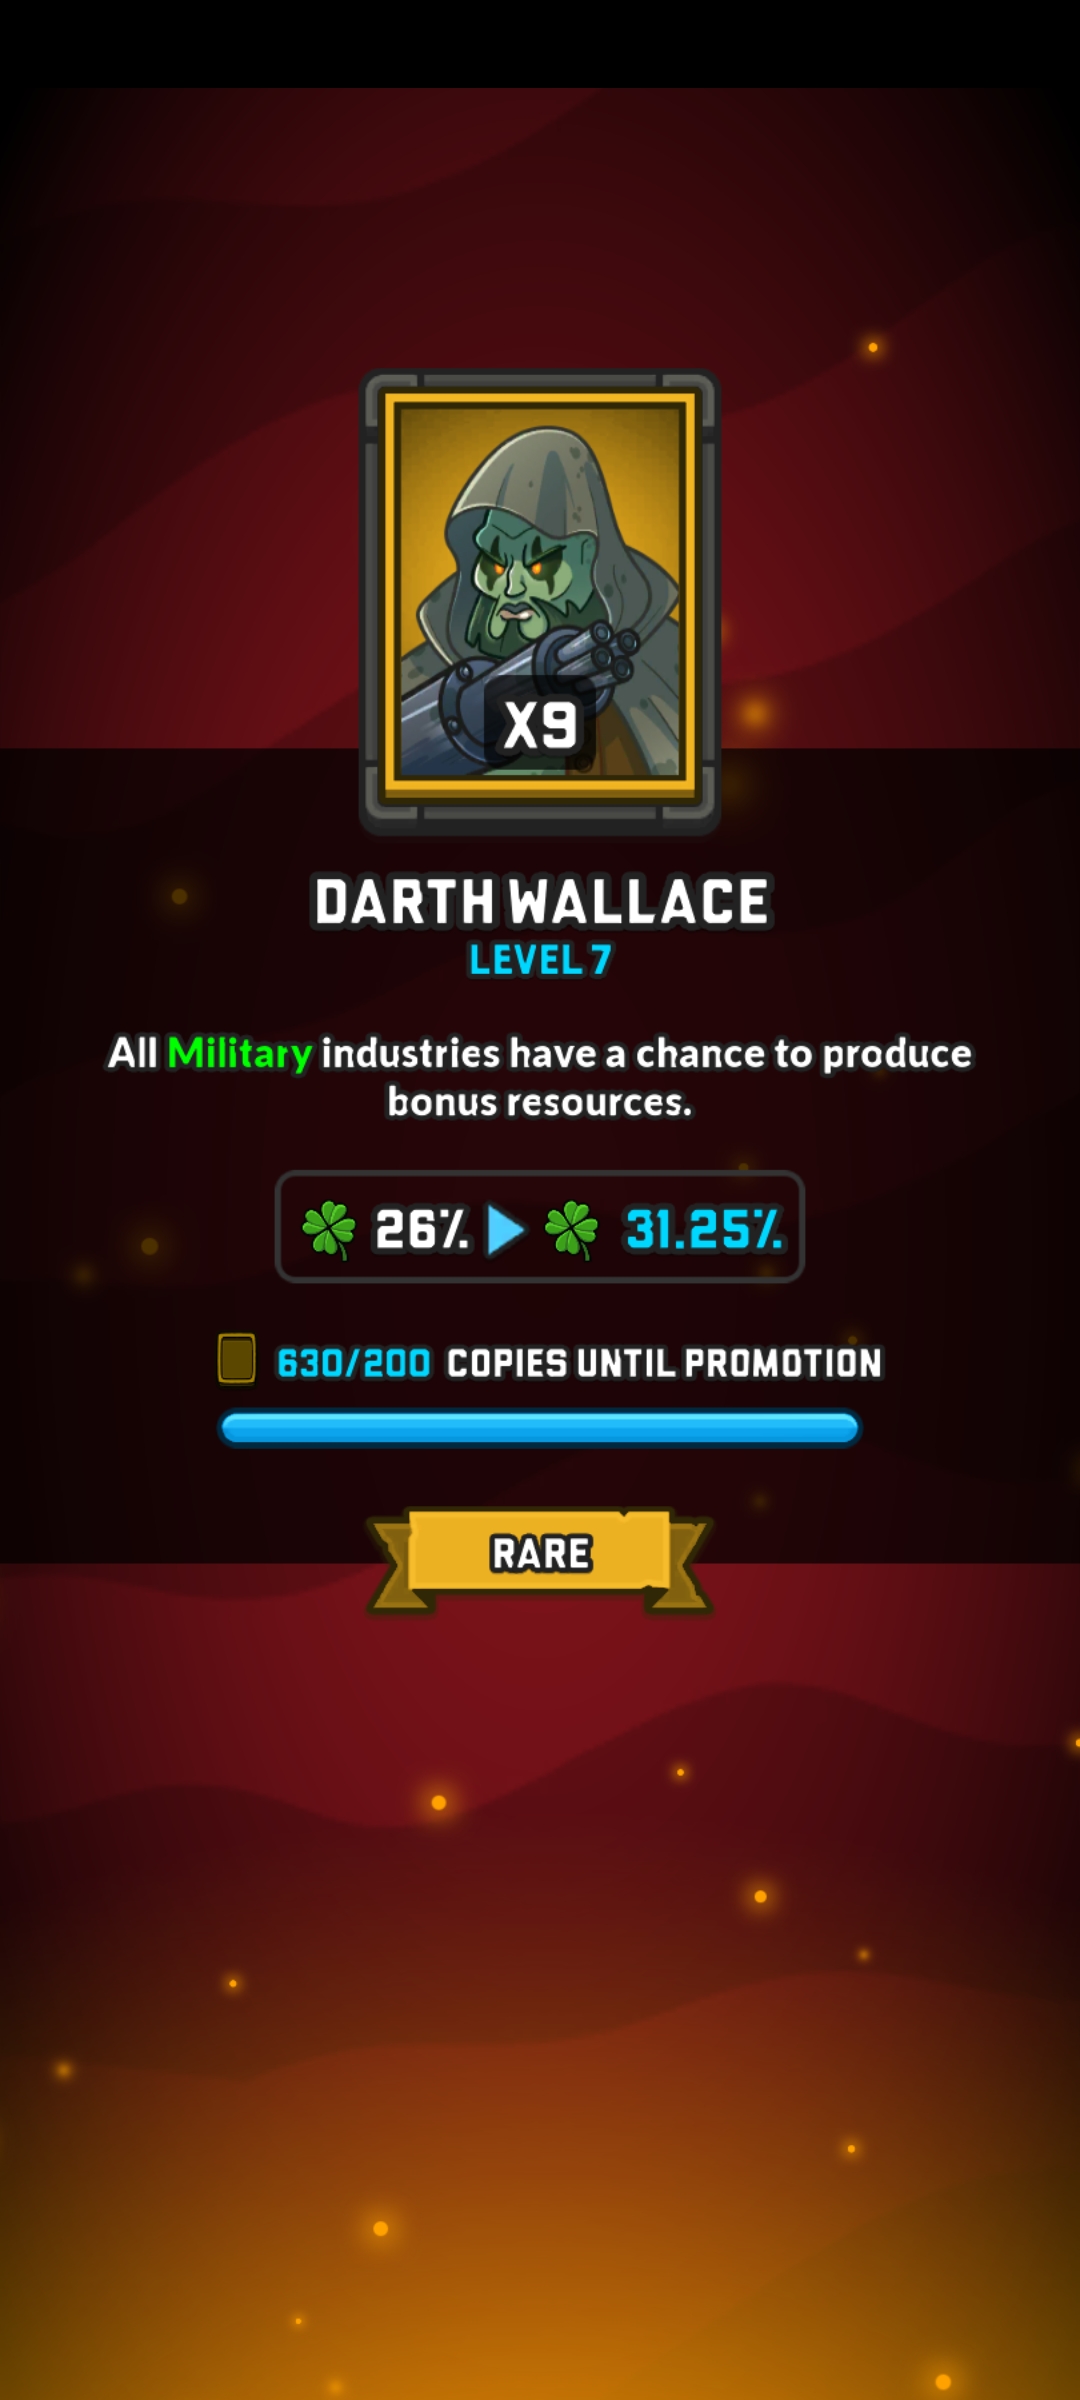 X9
DARTH WALLACE
LEVEL 7
All Military industries have a chance to produce
bonus resources.
26% 31.25%
630/200 COPIES UNTIL PROMOTION
RARE